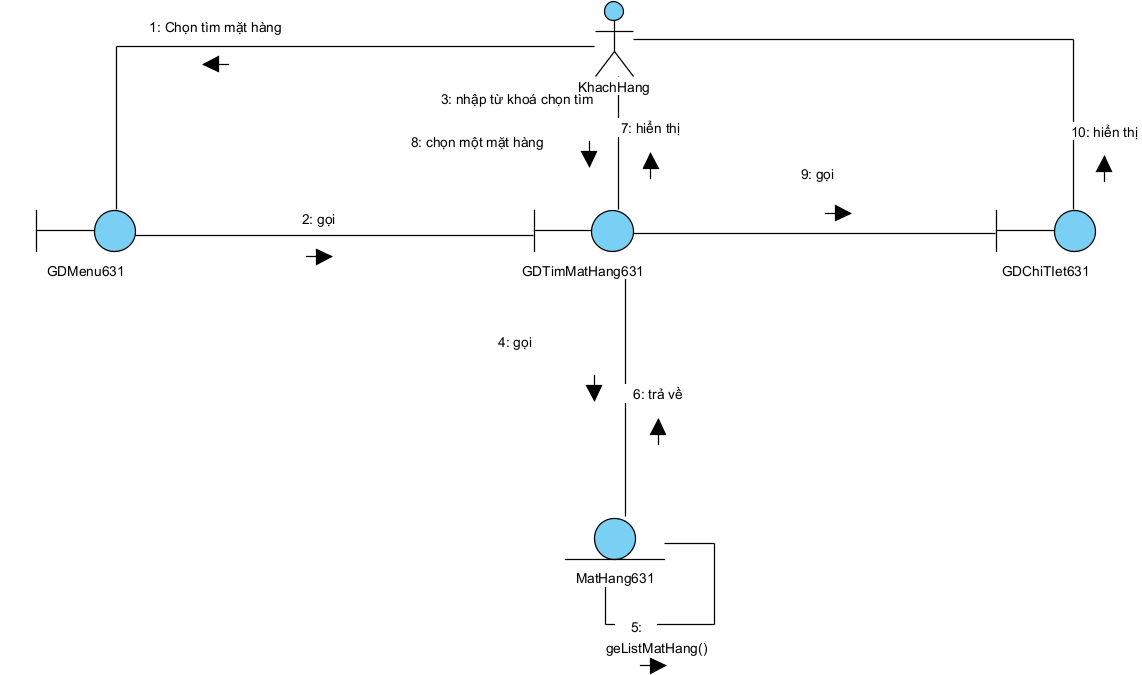 1: Chọn tìm mặt hàng
KhachHang
3: nhập từ khoá chọn tìm
7: hiển thị
10: hiển thị
8: chọn một mặt hàng
9: gọi
2: gọi
GDMenu631
GDTimMatHang631
GDChiTIet631
4: gọi
6: trả về
MatHang631
5:
geListMatHang()